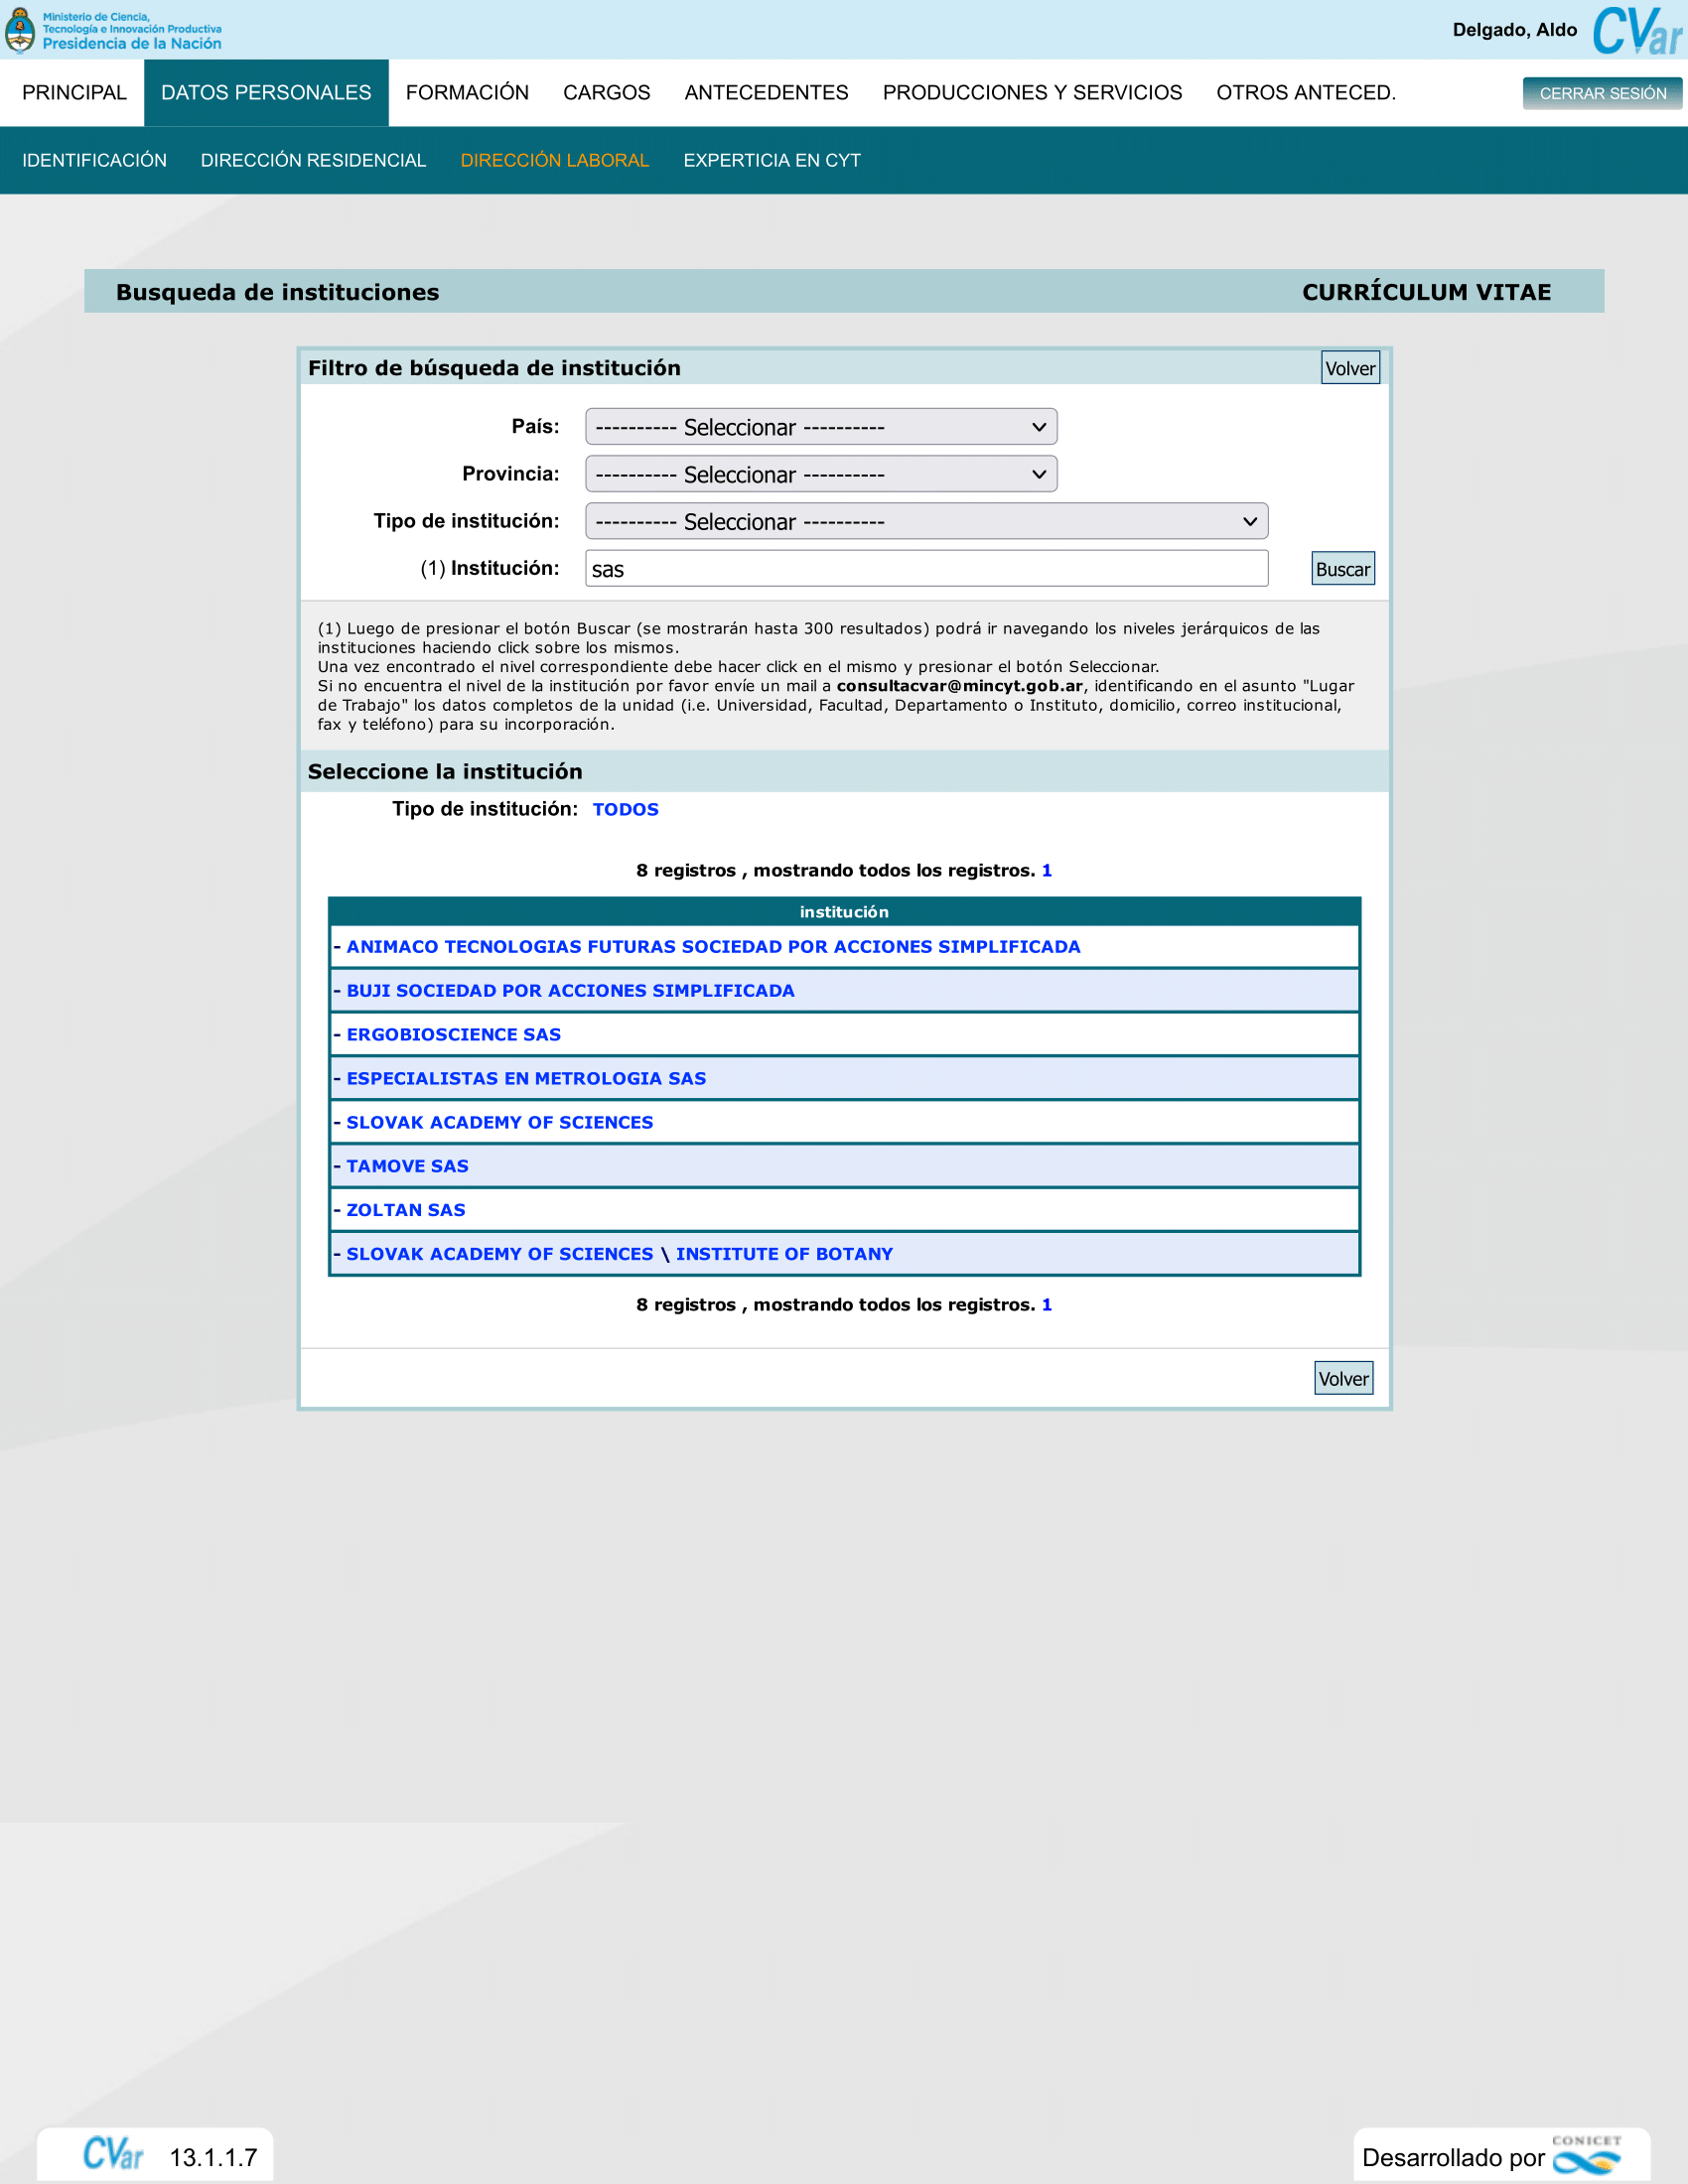 Ministerio de Ciencia,
Tecnología e Innovación Productiva
Presidencia de la Nación
Delgado, Aldo
CVar
PRINCIPAL DATOS PERSONALES FORMACIÓN CARGOS ANTECEDENTES PRODUCCIONES Y SERVICIOS OTROS ANTECED. CERRAR SESIÓN
IDENTIFICACIÓN DIRECCIÓN RESIDENCIAL DIRECCIÓN LABORAL EXPERTICIA EN CYT
Busqueda de instituciones CURRÍCULUM VITAE
Filtro de búsqueda de institución Volver
País: ---------- Seleccionar ----------
Provincia: ---------- Seleccionar ----------
Tipo de institución: ---------- Seleccionar ----------
(1) Institución: sas Buscar
(1) Luego de presionar el botón Buscar (se mostrarán hasta 300 resultados) podrá ir navegando los niveles jerárquicos de las
instituciones haciendo click sobre los mismos.
Una vez encontrado el nivel correspondiente debe hacer click en el mismo y presionar el botón Seleccionar.
Si no encuentra el nivel de la institución por favor envíe un mail a consultacvar@mincyt.gob.ar, identificando en el asunto "Lugar
de Trabajo" los datos completos de la unidad (i.e. Universidad, Facultad, Departamento o Instituto, domicilio, correo institucional,
fax y teléfono) para su incorporación.
Seleccione la institución
Tipo de institución: TODOS
8 registros , mostrando todos los registros. 1
institución
- ANIMACO TECNOLOGIAS FUTURAS SOCIEDAD POR ACCIONES SIMPLIFICADA
- BUJI SOCIEDAD POR ACCIONES SIMPLIFICADA
- ERGOBIOSCIENCE SAS
- ESPECIALISTAS EN METROLOGIA SAS
- SLOVAK ACADEMY OF SCIENCES
- TAMOVE SAS
- ZOLTAN SAS
- SLOVAK ACADEMY OF SCIENCES \ INSTITUTE OF BOTANY
8 registros , mostrando todos los registros. 1
Volver
CVar 13.1.1.7
Desarrollado por CONICET